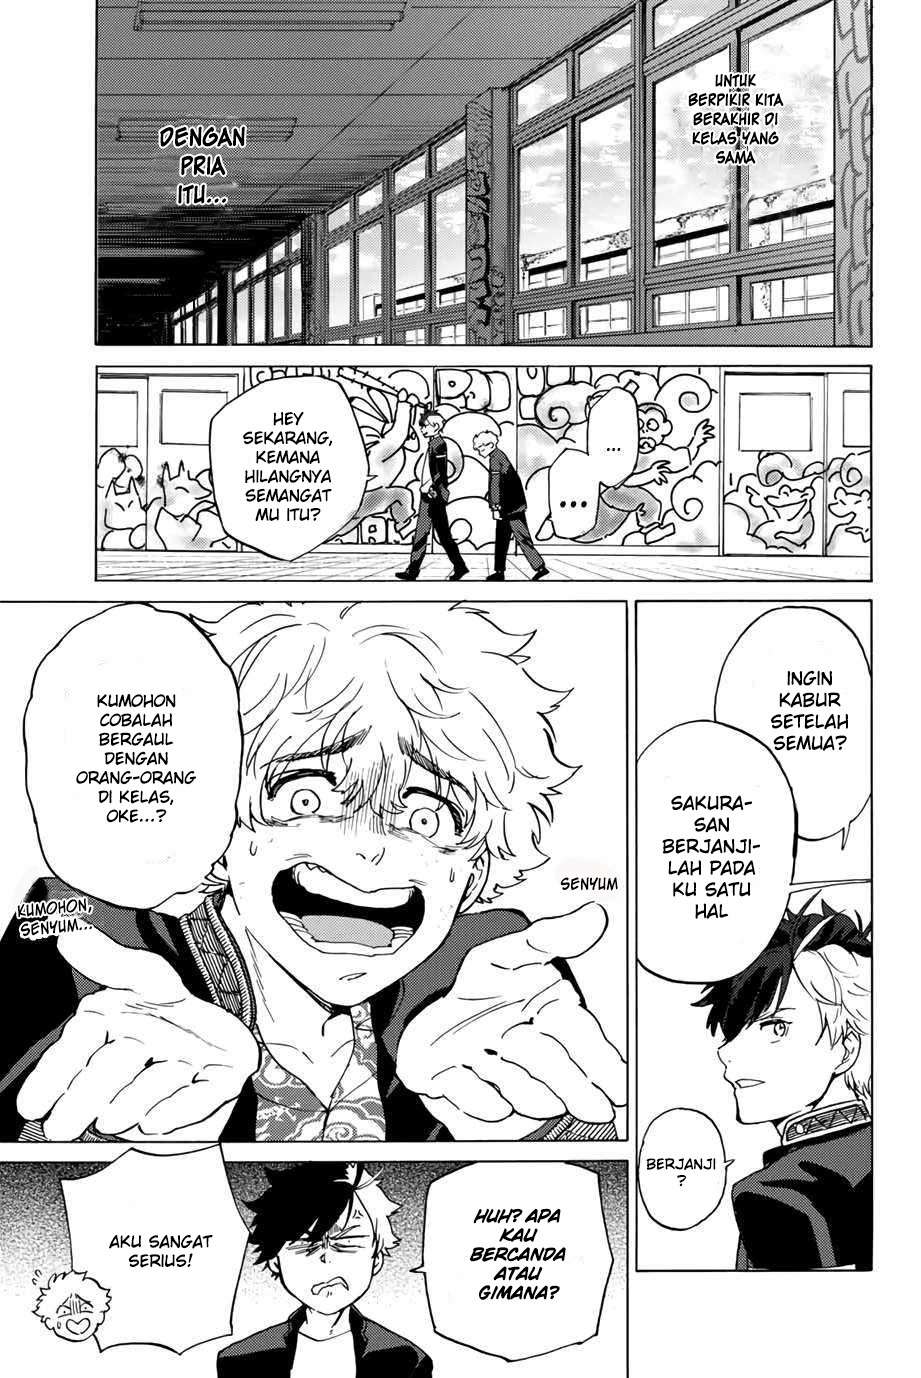 UNTUK
BERPIKIR KITA
BERAKHIR DI
KELAS YANG
SAMA
DENGAN
PRIA
ITU...
...
...
HEY
SEKARANG,
KEMANA
HILANGNYA
SEMANGAT
MU ITU?
INGIN
KABUR
SETELAH
SEMUA?
SAKURA-
SAN
BERJANJI-
LAH PADA
KU SATU
HAL
BERJANJI
?
SENYUM
KUMOHON
COBALAH
BERGAUL
DENGAN
ORANG-ORANG
DI KELAS,
OKE...?
KUMOHON,
SENYUM...
HUH? APA
KAU
BERCANDA
ATAU
GIMANA?
AKU SANGAT
SERIUS!